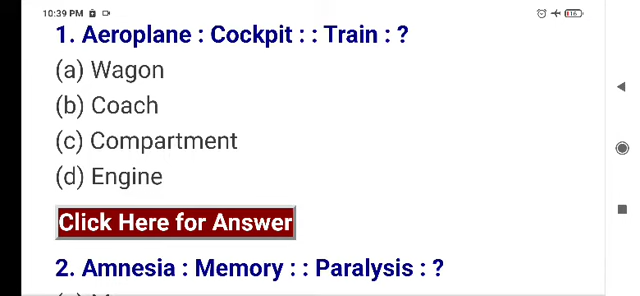 10:39 PM
16
1. Aeroplane : Cockpit : : Train : ?
(a) Wagon
(b) Coach
(c) Compartment
(d) Engine
Click Here for Answer
2. Amnesia : Memory : : Paralysis : ?